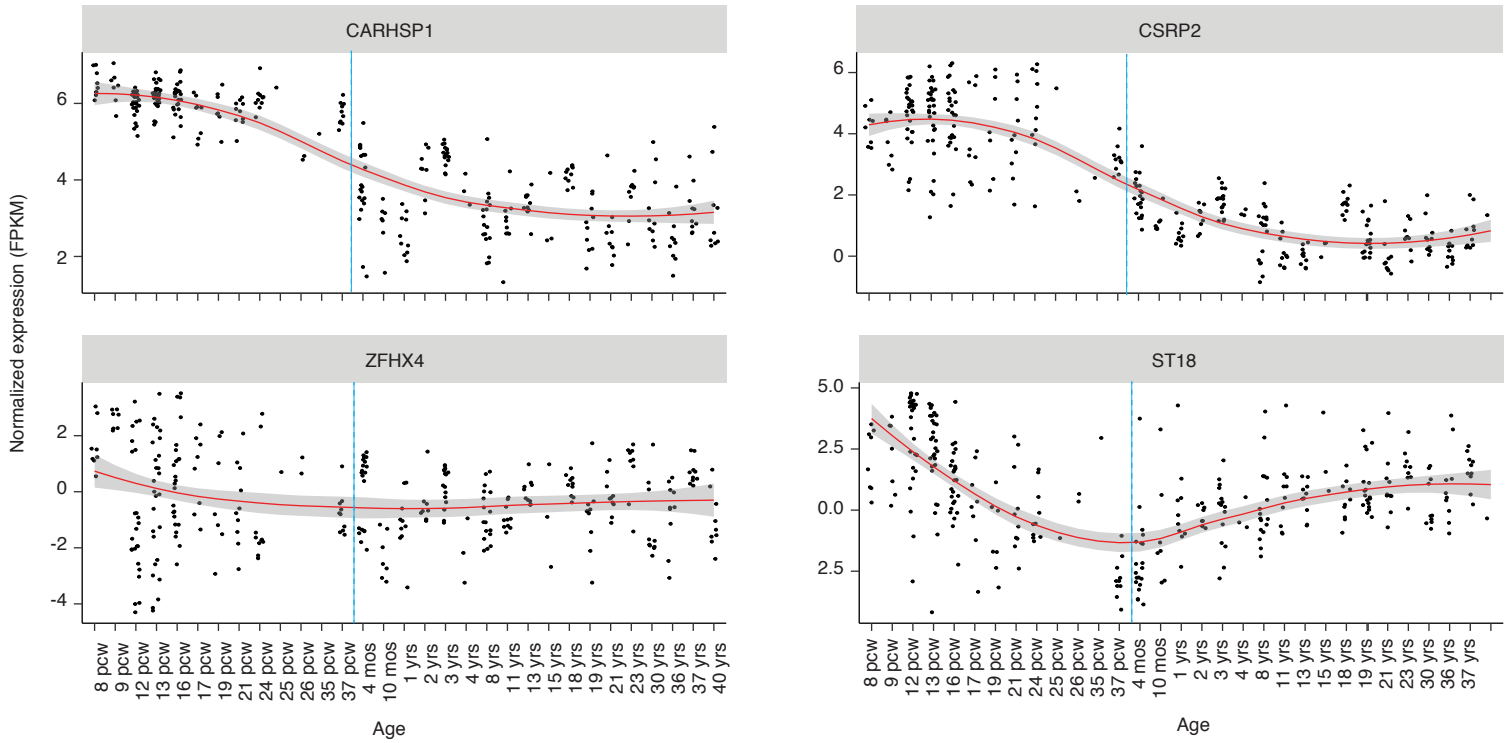 CARHSP1
CSRP2
6
4
2
6
4
2
0
ZFHX4
ST18
2
0
-2
-4
5.0
2.5
0.0
2.5
Normalized expression (FPKM)
8 pcw
9 pcw
12 pcw
13 pcw
16 pcw
17 pcw
19 pcw
21 pcw
24 pcw
25 pcw
26 pcw
35 pcw
37 pcw
4 mos
10 mos
1 yrs
2 yrs
3 yrs
4 yrs
8 yrs
11 yrs
13 yrs
15 yrs
18 yrs
19 yrs
21 yrs
23 yrs
30 yrs
36 yrs
37 yrs
40 yrs
Age
8 pcw
9 pcw
12 pcw
13 pcw
16 pcw
17 pcw
19 pcw
21 pcw
24 pcw
25 pcw
26 pcw
35 pcw
37 pcw
4 mos
10 mos
1 yrs
2 yrs
3 yrs
4 yrs
8 yrs
11 yrs
13 yrs
15 yrs
18 yrs
19 yrs
21 yrs
23 yrs
30 yrs
36 yrs
37 yrs
Age